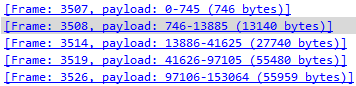 [Frame: 3507, payload: 0-745 (746 bytes)]
[Frame: 3508, payload: 746-13885 (13140 bytes)]
[Frame: 3514, payload: 13886-41625 (27740 bytes)]
[Frame: 3519, payload: 41626-97105 (55480 bytes)]
[Frame: 3526, payload: 97106-153064 (55959 bytes)]